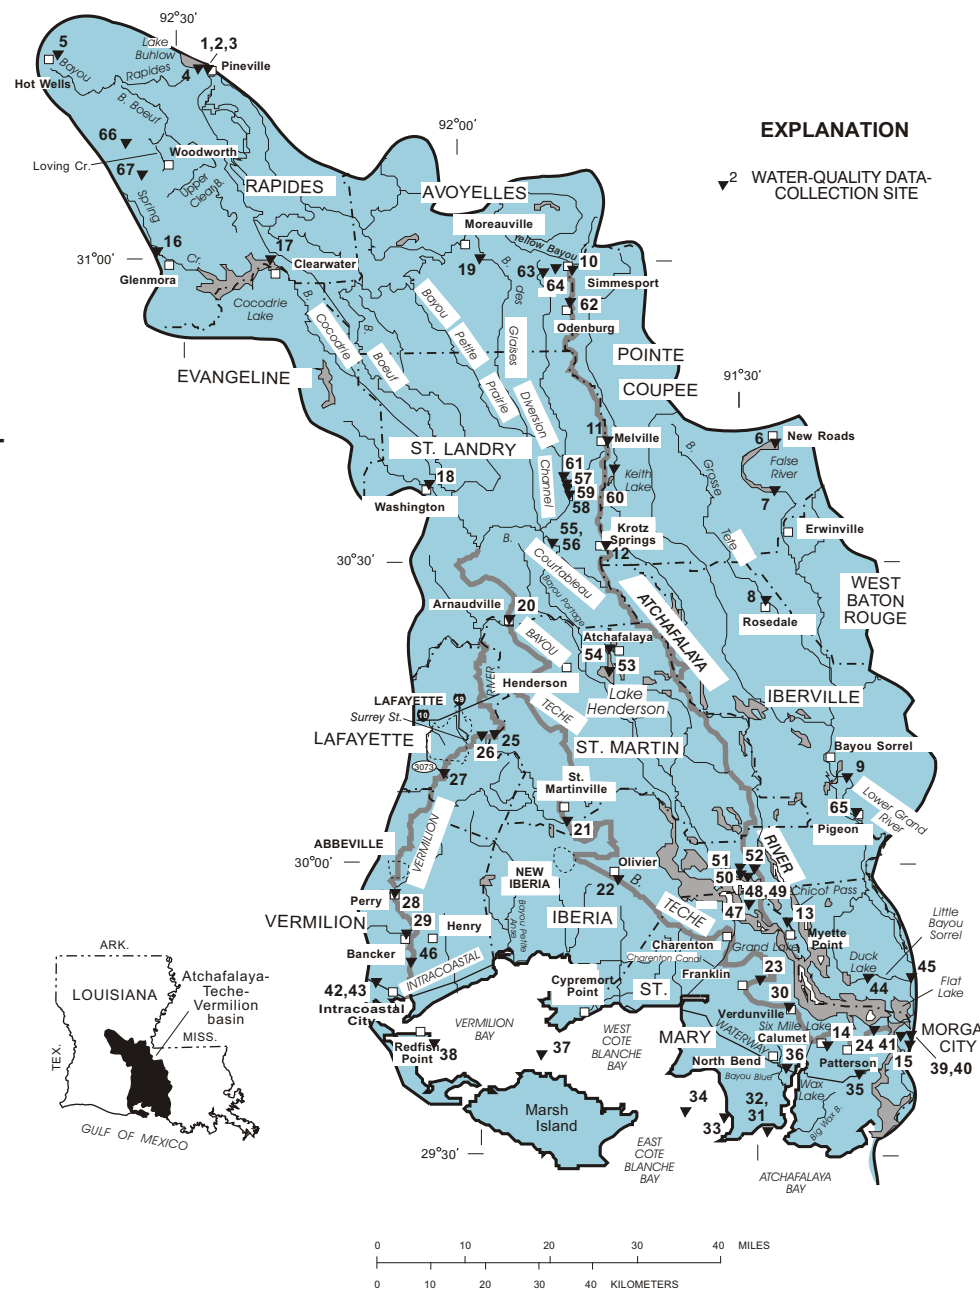 92°30'
5
Lake
Buhlow
1,2,3
Pineville
4
Rapides
Bayou
Hot Wells
B. Boeuf
EXPLANATION
2 WATER-QUALITY DATA-
COLLECTION SITE
92°00'
66
Woodworth
Loving Cr.
67
Upper
Clear B.
RAPIDES
AVOYELLES
Spring
Cr.
Moreauville
Yellow Bayou
16
17
31°00'
Glenmora
Clearwater
19
10
63
64
Simmesport
62
Odenburg
Cocodrie
Lake
B.
Cocodrie
B.
Boeuf
Bayou
Petite
Prairie
B.
des
Glaises
Diversion
Channel
POINTE
COUPEE
EVANGELINE
91°30'
ST. LANDRY
11
Melville
6
New Roads
False
River
7
18
Washington
61
57
59
58
Keith
Lake
60
B.
Grosse
Tete
Erwinville
55,
56
Krotz
Springs
12
30°30'
B.
Courtableau
Bayou Portage
ATCHAFALAYA
WEST
BATON
ROUGE
8
Rosedale
Arnaudville
20
BAYOU
Atchafalaya
54
53
Henderson
Lake
Henderson
IBERVILLE
RIVER
LAFAYETTE
49
10
Surrey St.
LAFAYETTE
TECHE
25
26
ST. MARTIN
Bayou Sorrel
9
3073
27
St.
Martinville
Lower Grand
River
65
Pigeon
21
ABBEVILLE
VERMILION
30°00'
RIVER
51
52
50
48,49
Chicot Pass
Olivier
NEW
IBERIA
B.
22
Perry
28
47
TECHE
13
Myette
Point
VERMILION
29
Henry
Bayou Petite
Anse
IBERIA
Charenton
Grand Lake
Little
Bayou
Sorrel
Bancker
46
Charenton Canal
Duck
Lake
45
44
Flat
Lake
ARK.
INTRACOASTAL
Franklin
23
LOUISIANA
Atchafalaya-
Teche-
Vermilion
basin
42,43
Cypremort
Point
ST.
30
Intracoastal
City
Verdunville
Six Mile Lake
14
MISS.
VERMILION
BAY
WEST
COTE
BLANCHE
BAY
MARY
WATERWAY
Calumet
24
41
MORGAN
CITY
TEX.
Redfish
Point
38
37
North Bend
36
Patterson
15
39,40
Bayou Blue
Wax
Lake
35
34
33
32,
31
Big Wax B.
Marsh
Island
GULF OF MEXICO
29°30'
EAST
COTE
BLANCHE
BAY
ATCHAFALAYA
BAY
0 10 20 30 40 MILES
0 10 20 30 40 KILOMETERS